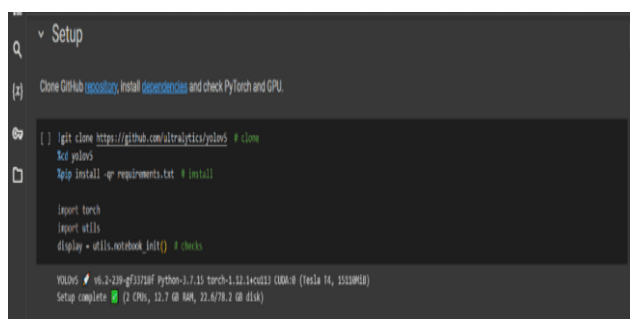 Setup
Clone GitHub repository, install dependencies and check PyTorch and GPU.
[ ] !git clone https://github.com/ultralytics/yolov5 # clone
%cd yolov5
%pip install -qr requirements.txt # install
import torch
import utils
display = utils.notebook_init() # checks
YOLOv5 🚀 v6.2-239-gf33718f Python-3.7.15 torch-1.12.1+cu113 CUDA:0 (Tesla T4, 15110MiB)
Setup complete ✅ (2 CPUs, 12.7 GB RAM, 22.6/78.2 GB disk)